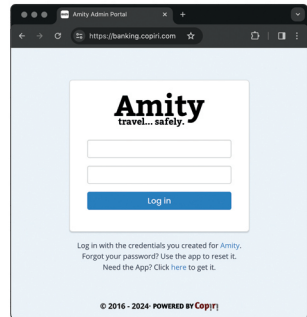 Amity Admin Portal
https://banking.copiri.com
Amity
travel... safely.
Log in
Log in with the credentials you created for Amity.
Forgot your password? Use the app to reset it.
Need the App? Click here to get it.
© 2016 - 2024· POWERED BY Copiri